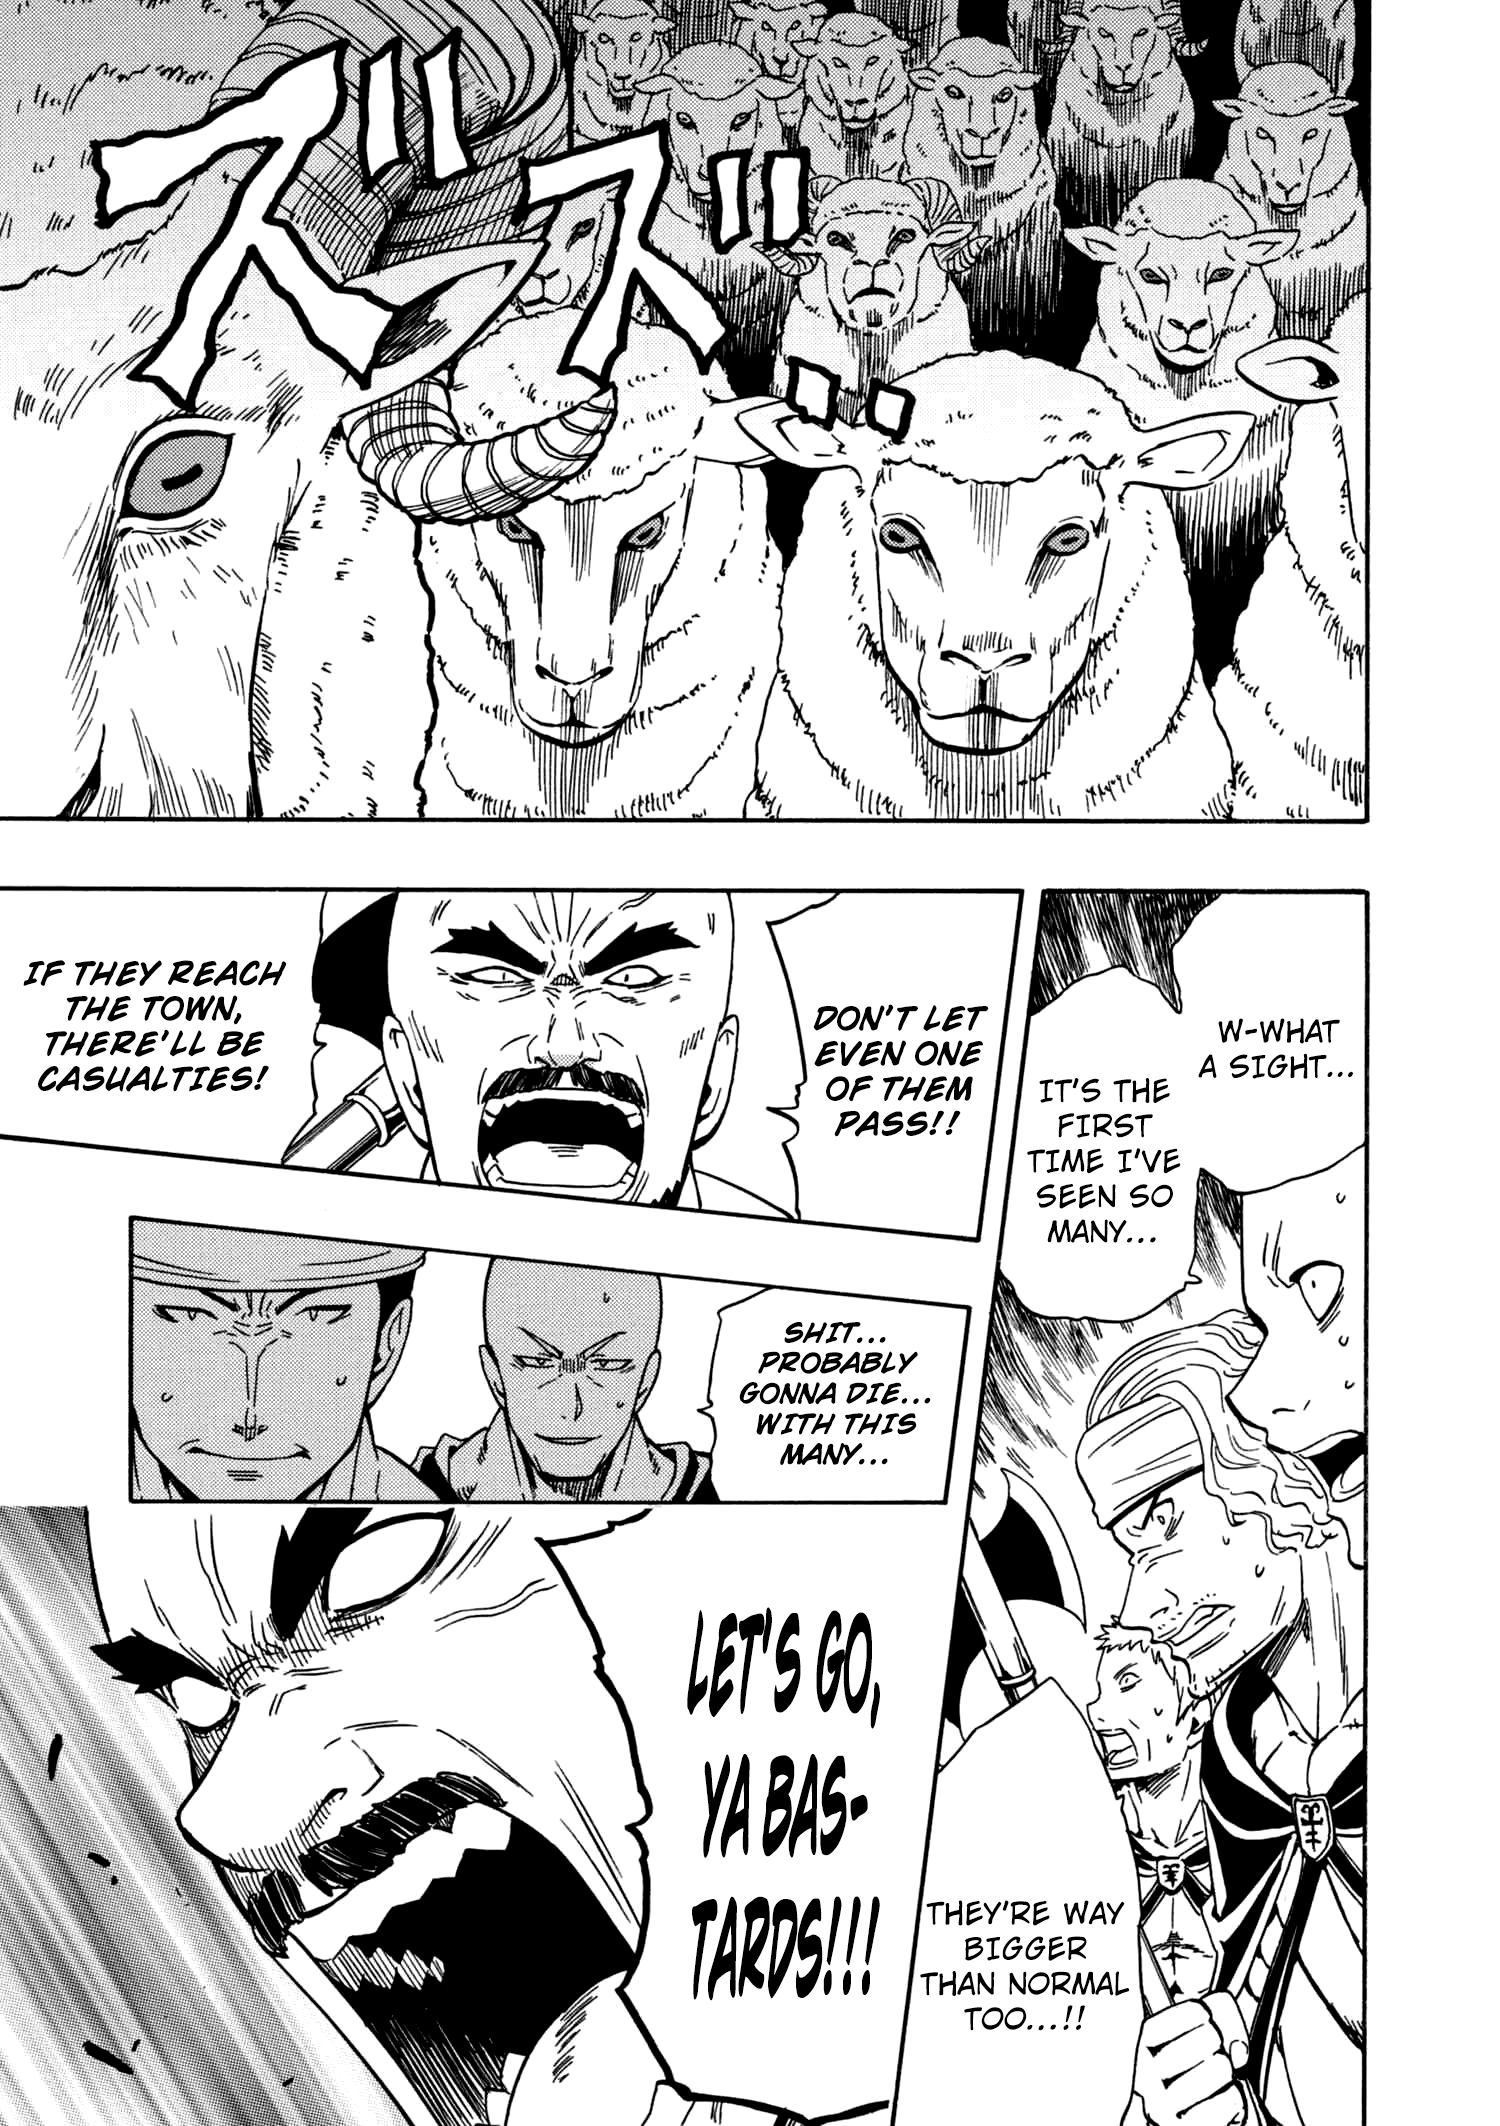 ズズズ
W-WHAT
A SIGHT...
IT'S THE
FIRST
TIME I'VE
SEEN SO
MANY...
THEY'RE WAY
BIGGER
THAN NORMAL
TOO...!!
DON'T LET
EVEN ONE
OF THEM
PASS!!
IF THEY REACH
THE TOWN,
THERE'LL BE
CASUALTIES!
SHIT...
PROBABLY
GONNA DIE...
WITH THIS
MANY...
LET'S GO,
YA BAS-
TARDS!!!